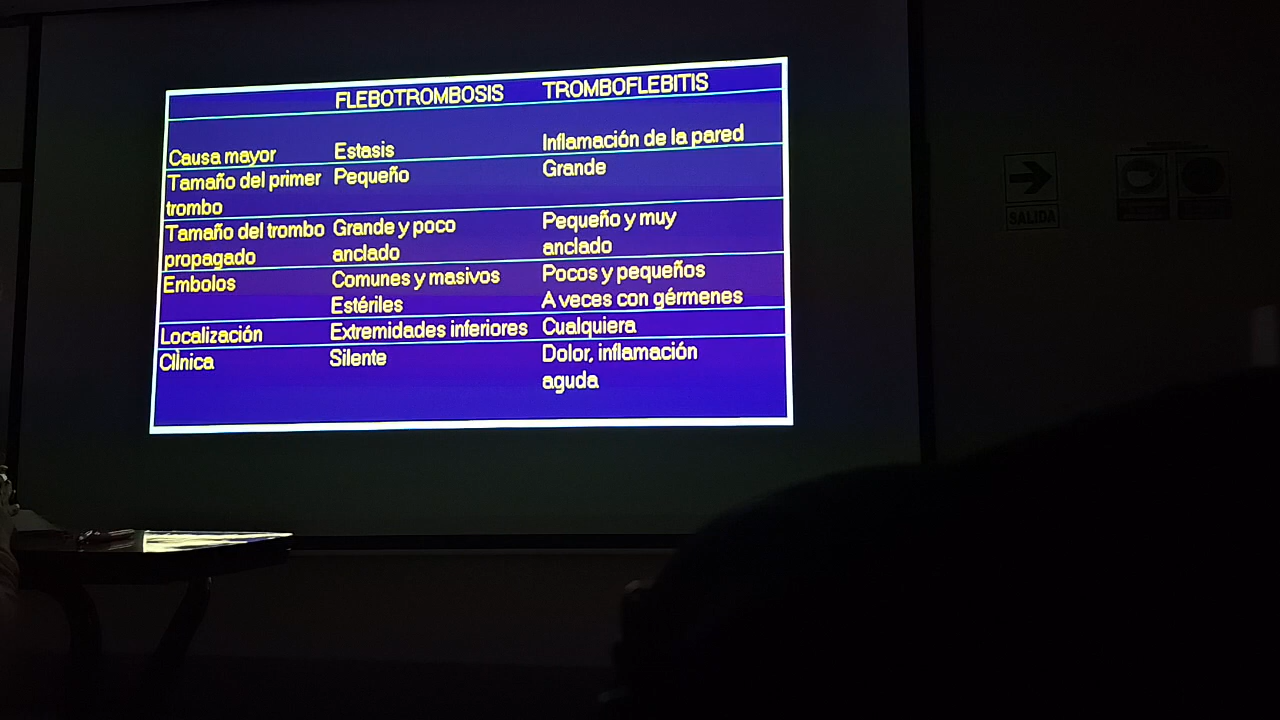 FLEBOTROMBOSIS TROMBOFLEBITIS
Causa mayor Estasis Inflamación de la pared
Tamaño del primer Pequeño Grande
trombo
Tamaño del trombo Grande y poco Pequeño y muy
propagado anclado anclado
Embolos Comunes y masivos Pocos y pequeños
Estériles A veces con gérmenes
Localización Extremidades inferiores Cualquiera
Clìnica Silente Dolor, inflamación
aguda
SALIDA